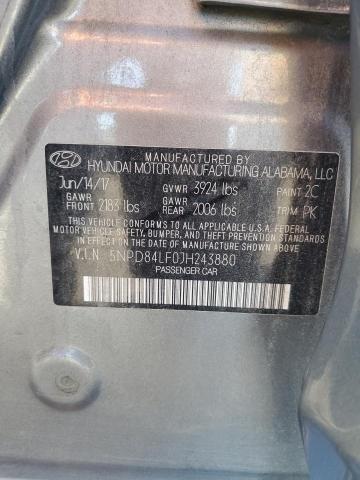 MANUFACTURED BY
HYUNDAI MOTOR MANUFACTURING ALABAMA, LLC
Jun/14/17 GVWR 3924 lbs PAINT 2C
GAWR FRONT 2183 lbs GAWR REAR 2006 lbs TRIM PK
THIS VEHICLE CONFORMS TO ALL APPLICABLE U.S.A. FEDERAL
MOTOR VEHICLE SAFETY, BUMPER, AND THEFT PREVENTION STANDARDS
IN EFFECT ON THE DATE OF MANUFACTURE SHOWN ABOVE.
V.I.N. 5NPD84LF0JH243880
PASSENGER CAR